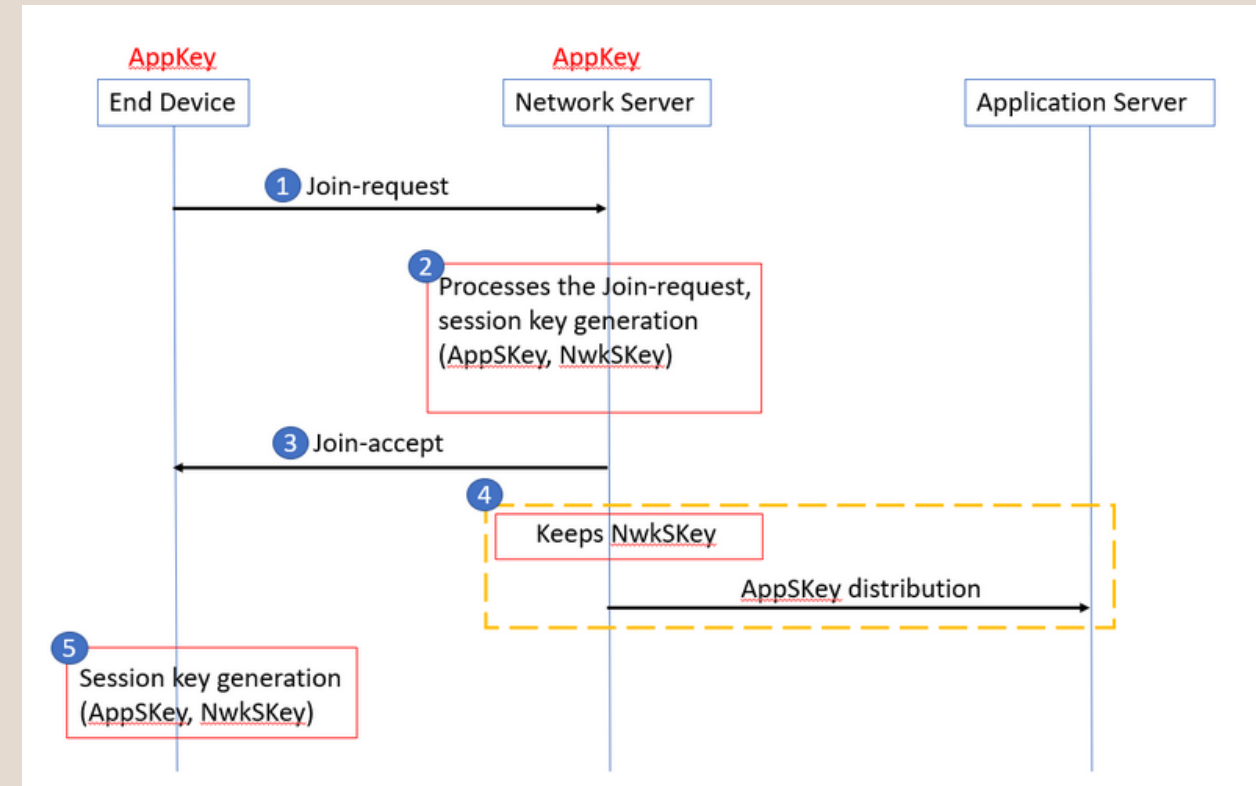 AppKey
AppKey
End Device
Network Server
Application Server
1 Join-request
2
Processes the Join-request,
session key generation
(AppSKey, NwkSKey)
3 Join-accept
4
Keeps NwkSKey
AppSKey distribution
5
Session key generation
(AppSKey, NwkSKey)